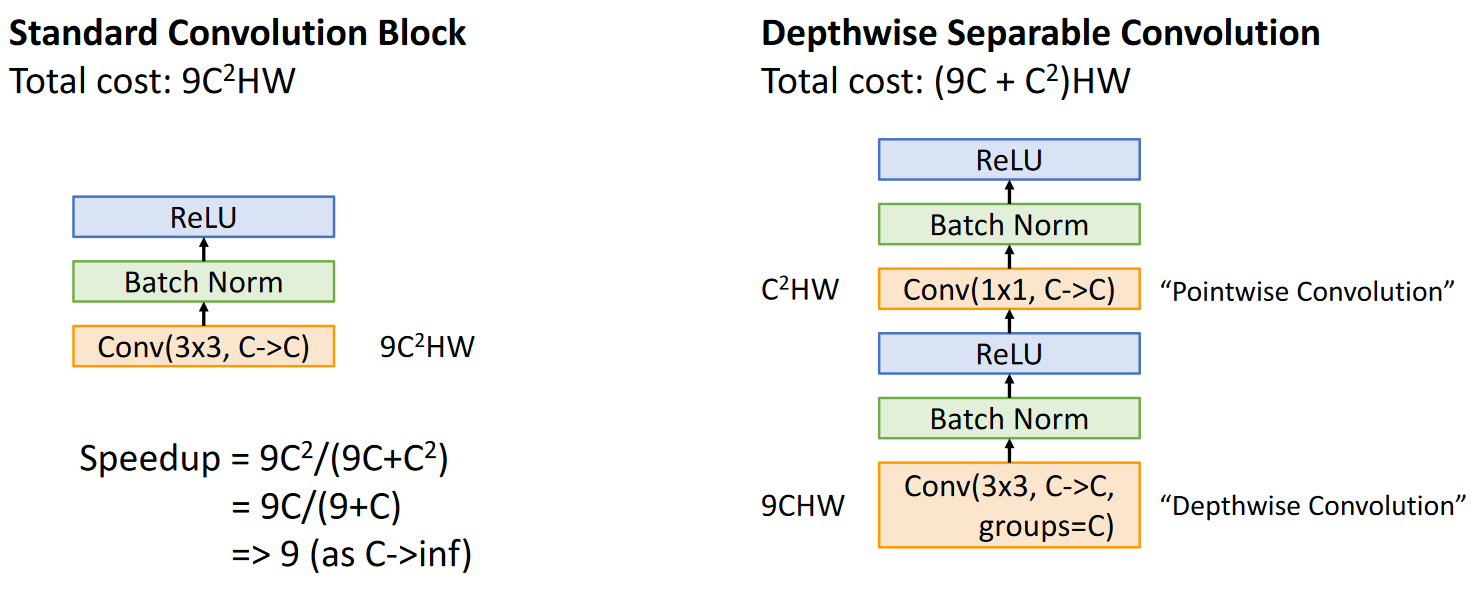 Standard Convolution Block
Total cost: 9C²HW
ReLU
Batch Norm
Conv(3x3, C->C)
9C²HW
Speedup = 9C²/(9C+C²)
= 9C/(9+C)
=> 9 (as C->inf)
Depthwise Separable Convolution
Total cost: (9C + C²)HW
ReLU
Batch Norm
C²HW
Conv(1x1, C->C)
“Pointwise Convolution”
ReLU
Batch Norm
9CHW
Conv(3x3, C->C,
groups=C)
“Depthwise Convolution”